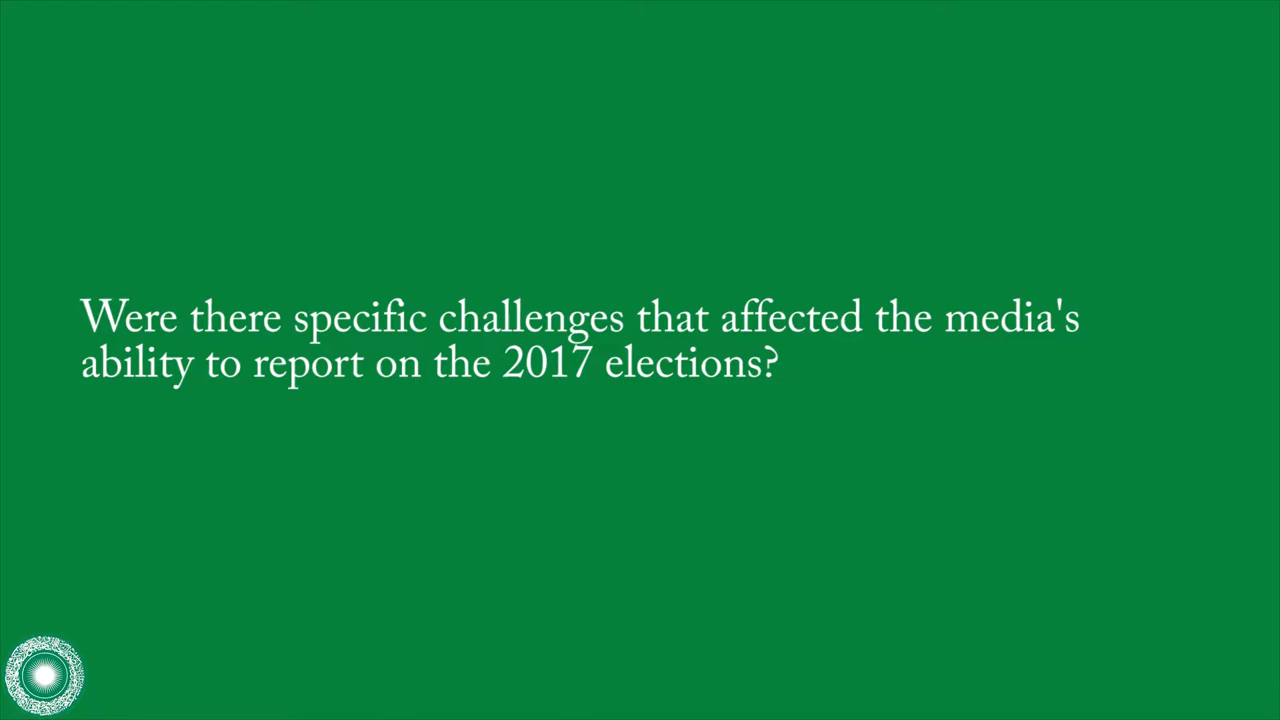 Were there specific challenges that affected the media's
ability to report on the 2017 elections?